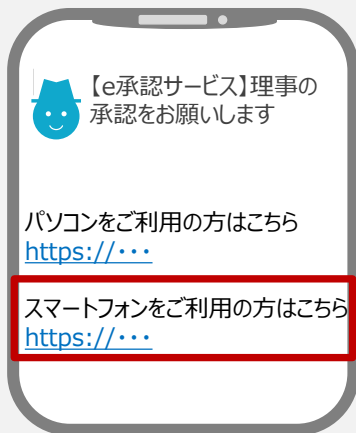 【e承認サービス】理事の
承認をお願いします
パソコンをご利用の方はこちら
https://・・・
スマートフォンをご利用の方はこちら
https://・・・